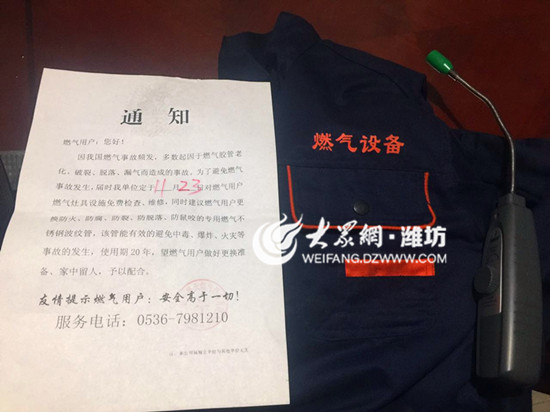 通 知
燃气用户：您好！
因我国燃气事故频发，多数起因于燃气胶管老
化、破裂、脱落、漏气而造成的事故。为了避免燃气
事故发生，届时我单位定于4月23日对燃气用户
燃气灶具设施免费检查、维修，同时建议燃气用户更
换防火、防腐、防裂、防脱落、防鼠咬的专用燃气不
锈钢波纹管，该管能有效的避免中毒、爆炸、火灾等
事故的发生，使用期20年，望燃气用户做好更换准
备、家中留人，予以配合。
友情提示燃气用户：安全高于一切！
服务电话：0536-7981210
燃气设备
大众网·潍坊
WEIFANG.DZWWW.COM